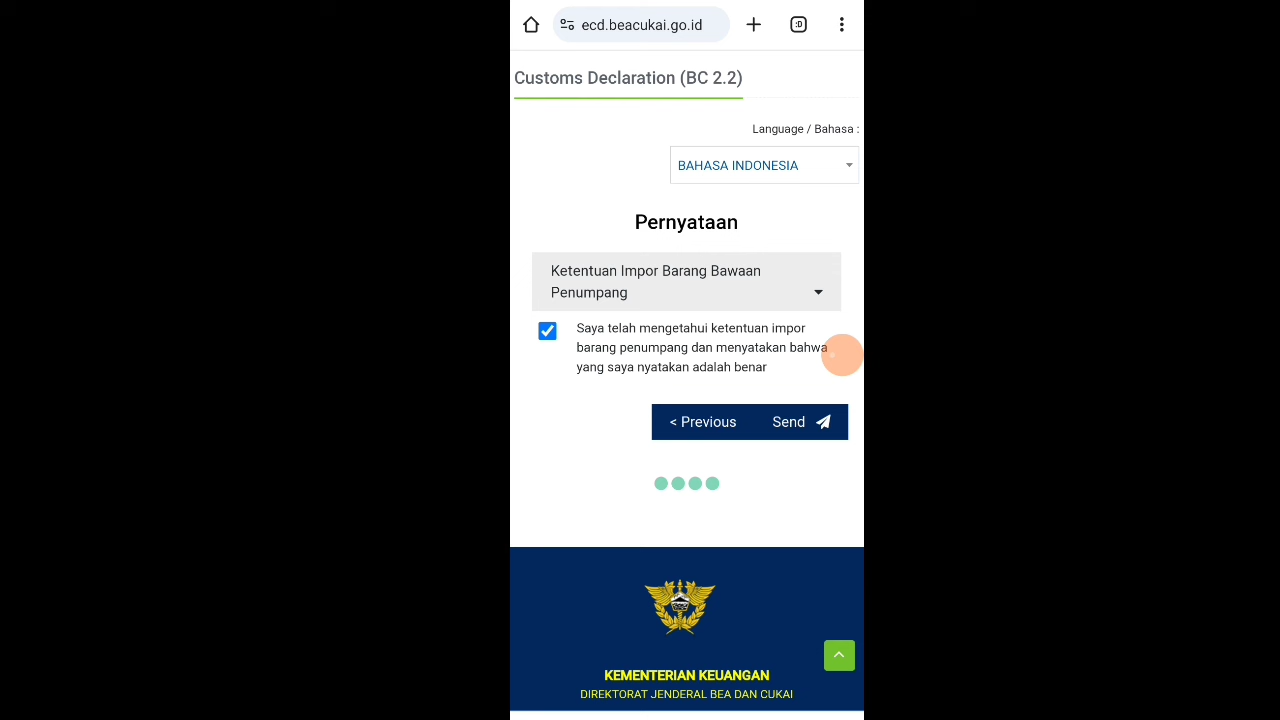 ecd.beacukai.go.id
:D
Customs Declaration (BC 2.2)
Language / Bahasa :
BAHASA INDONESIA
Pernyataan
Ketentuan Impor Barang Bawaan
Penumpang
Saya telah mengetahui ketentuan impor
barang penumpang dan menyatakan bahwa
yang saya nyatakan adalah benar
< Previous Send
KEMENTERIAN KEUANGAN
DIREKTORAT JENDERAL BEA DAN CUKAI